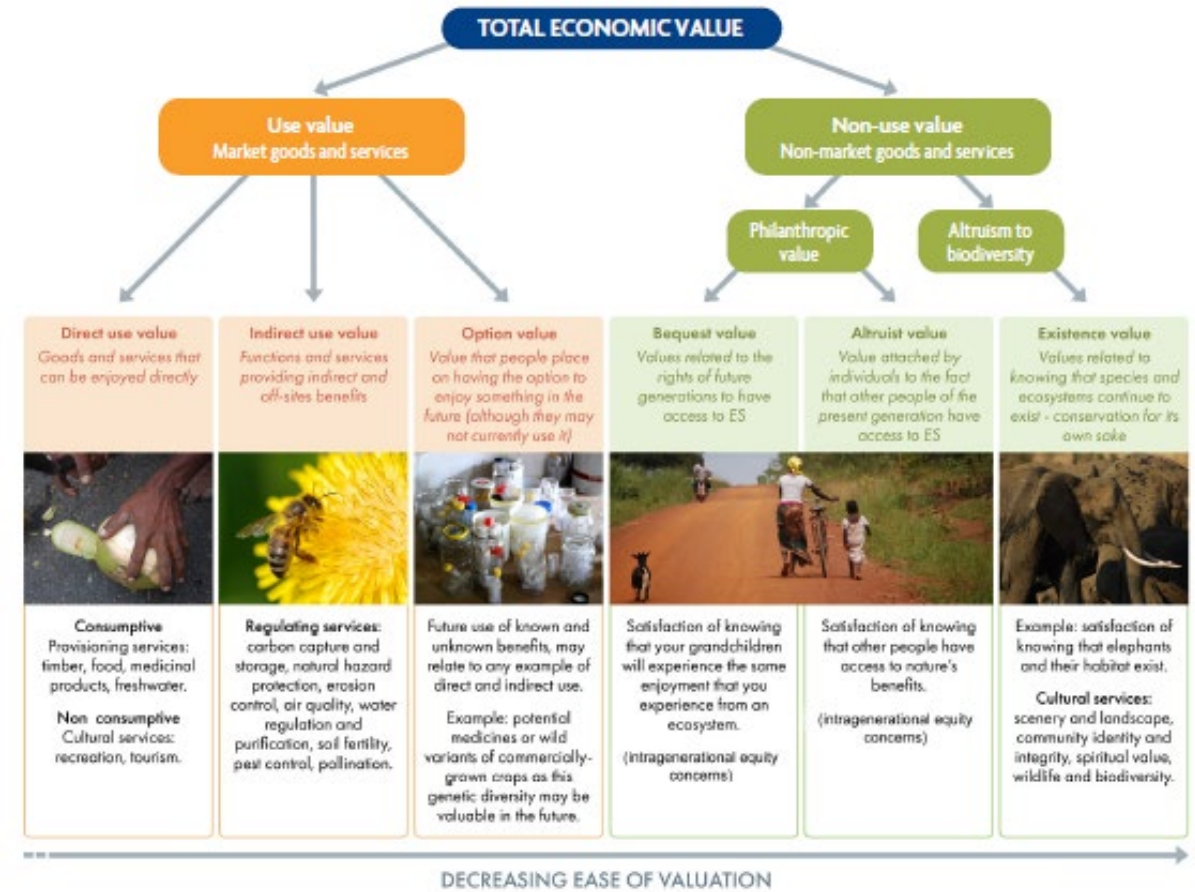 TOTAL ECONOMIC VALUE
Use value
Market goods and services
Non-use value
Non-market goods and services
Philanthropic
value
Altruism to
biodiversity
Direct use value
Goods and services that
can be enjoyed directly
Indirect use value
Functions and services
providing indirect and
off-sites benefits
Option value
Value that people place
on having the option to
enjoy something in the
future (although they may
not currently use it)
Bequest value
Values related to the
rights of future
generations to have
access to ES
Altruist value
Value attached by
individuals to the fact
that other people of the
present generation have
access to ES
Existence value
Values related to
knowing that species and
ecosystems continue to
exist - conservation for its
own sake
Consumptive
Provisioning services:
timber, food, medicinal
products, freshwater.
Non consumptive
Cultural services:
recreation, tourism.
Regulating services:
carbon capture and
storage, natural hazard
protection, erosion
control, air quality, water
regulation and
purification, soil fertility,
pest control, pollination.
Future use of known and
unknown benefits, may
relate to any example of
direct and indirect use.
Example: potential
medicines or wild
variants of commercially-
grown crops as this
genetic diversity may be
valuable in the future.
Satisfaction of knowing
that your grandchildren
will experience the same
enjoyment that you
experience from an
ecosystem.
(intragenerational equity
concerns)
Satisfaction of knowing
that other people have
access to nature's
benefits.
(intragenerational equity
concerns)
Example: satisfaction of
knowing that elephants
and their habitat exist.
Cultural services:
scenery and landscape,
community identity and
integrity, spiritual value,
wildlife and biodiversity.
DECREASING EASE OF VALUATION